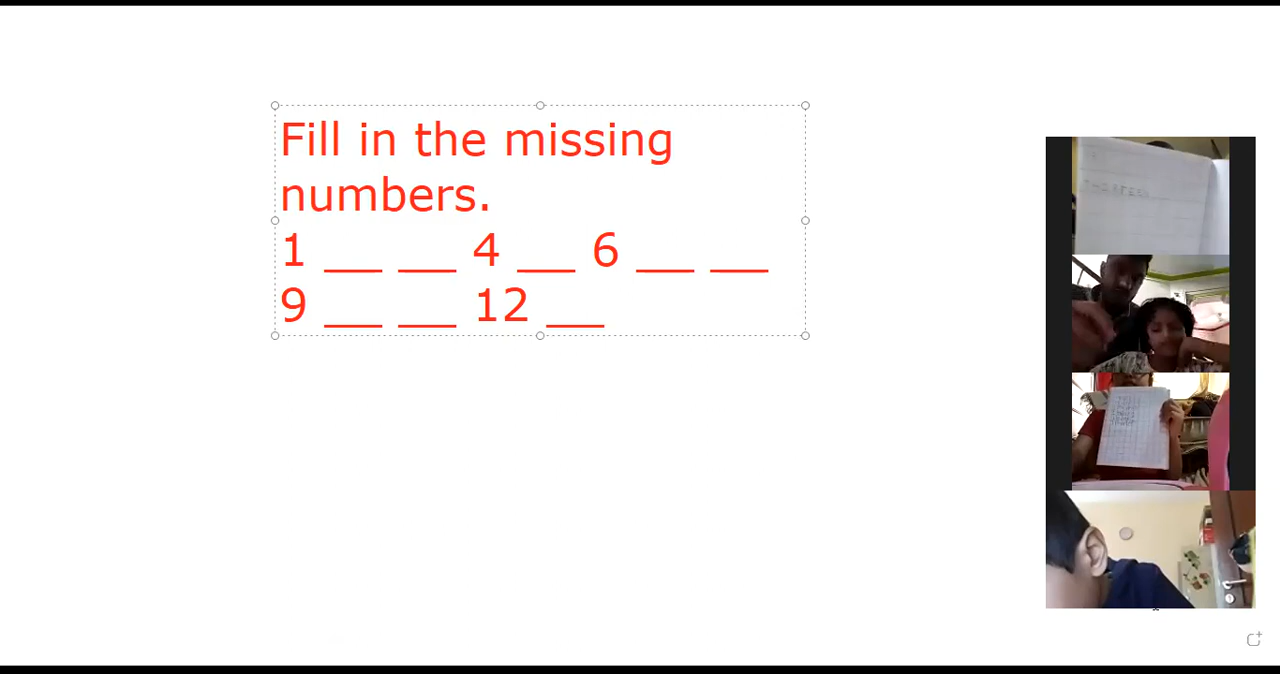 Fill in the missing
numbers.
1 __ __ 4 __ 6 __ __
9 __ __ 12 __